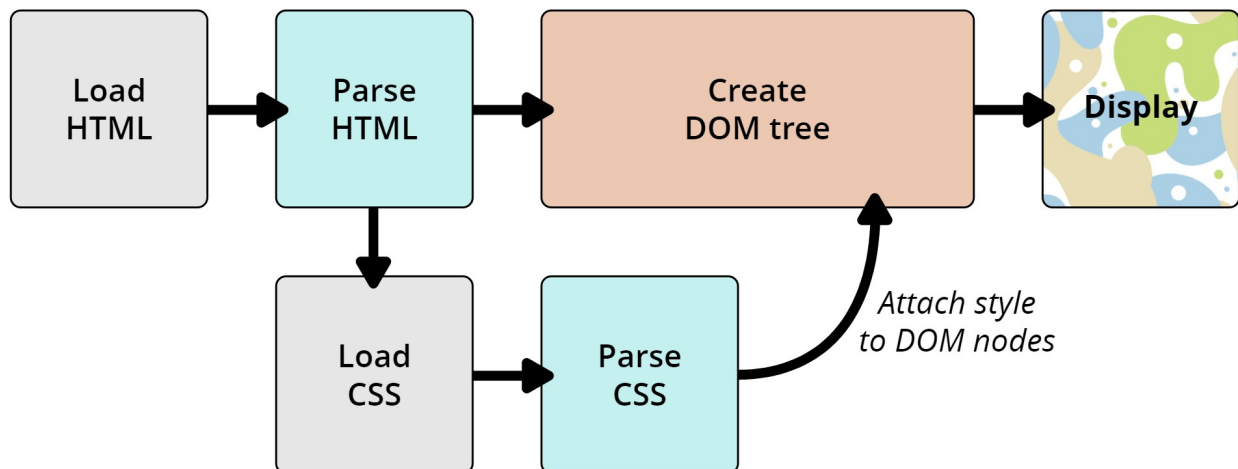 Load
HTML
Parse
HTML
Create
DOM tree
Display
Load
CSS
Parse
CSS
Attach style
to DOM nodes